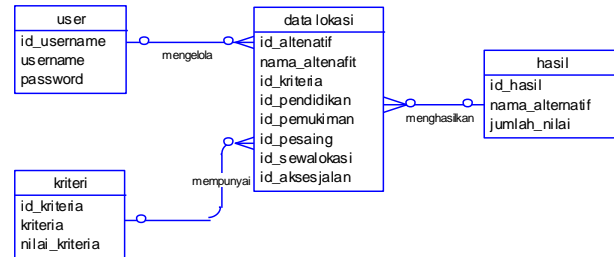 user
id_username
username
password
mengelola
data lokasi
id_altenatif
nama_altenafit
id_kriteria
id_pendidikan
id_pemukiman
id_pesaing
id_sewalokasi
id_aksesjalan
menghasilkan
hasil
id_hasil
nama_alternatif
jumlah_nilai
mempunyai
kriteri
id_kriteria
kriteria
nilai_kriteria